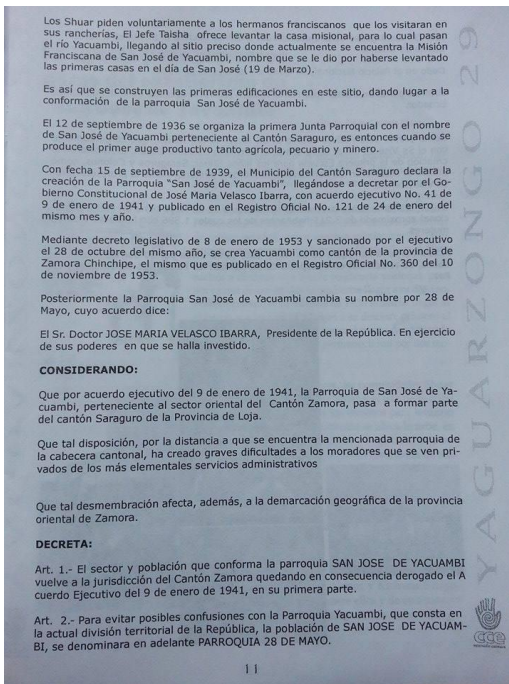 Los Shuar piden voluntariamente a los hermanos franciscanos que los visitaran en
sus rancherías, El Jefe Taisha ofrece levantar la casa misional, para lo cual pasan
el río Yacuambi, llegando al sitio preciso donde actualmente se encuentra la Misión
Franciscana de San José de Yacuambi, nombre que se le dio por haberse levantado
las primeras casas en el día de San José (19 de Marzo).
Es así que se construyen las primeras edificaciones en este sitio, dando lugar a la
conformación de la parroquia San José de Yacuambi.
El 12 de septiembre de 1936 se organiza la primera Junta Parroquial con el nombre
de San José de Yacuambi perteneciente al Cantón Saraguro, es entonces cuando se
produce el primer auge productivo tanto agrícola, pecuario y minero.
Con fecha 15 de septiembre de 1939, el Municipio del Cantón Saraguro declara la
creación de la Parroquia "San José de Yacuambi", llegándose a decretar por el Go-
bierno Constitucional de José Maria Velasco Ibarra, con acuerdo ejecutivo No. 41 de
9 de enero de 1941 y publicado en el Registro Oficial No. 121 de 24 de enero del
mismo mes y año.
Mediante decreto legislativo de 8 de enero de 1953 y sancionado por el ejecutivo
el 28 de octubre del mismo año, se crea Yacuambi como cantón de la provincia de
Zamora Chinchipe, el mismo que es publicado en el Registro Oficial No. 360 del 10
de noviembre de 1953.
Posteriormente la Parroquia San José de Yacuambi cambia su nombre por 28 de
Mayo, cuyo acuerdo dice:
El Sr. Doctor JOSE MARIA VELASCO IBARRA, Presidente de la República. En ejercicio
de sus poderes en que se halla investido.
CONSIDERANDO:
Que por acuerdo ejecutivo del 9 de enero de 1941, la Parroquia de San José de Ya-
cuambi, perteneciente al sector oriental del Cantón Zamora, pasa a formar parte
del cantón Saraguro de la Provincia de Loja.
Que tal disposición, por la distancia a que se encuentra la mencionada parroquia de
la cabecera cantonal, ha creado graves dificultades a los moradores que se ven pri-
vados de los más elementales servicios administrativos
Que tal desmembración afecta, además, a la demarcación geográfica de la provincia
oriental de Zamora.
DECRETA:
Art. 1.- El sector y población que conforma la parroquia SAN JOSE DE YACUAMBI
vuelve a la jurisdicción del Cantón Zamora quedando en consecuencia derogado el A
cuerdo Ejecutivo del 9 de enero de 1941, en su primera parte.
Art. 2.- Para evitar posibles confusiones con la Parroquia Yacuambi, que consta en
la actual división territorial de la República, la población de SAN JOSE DE YACUAM-
BI, se denominara en adelante PARROQUIA 28 DE MAYO.
11
YAGUARZONGO 29
cce